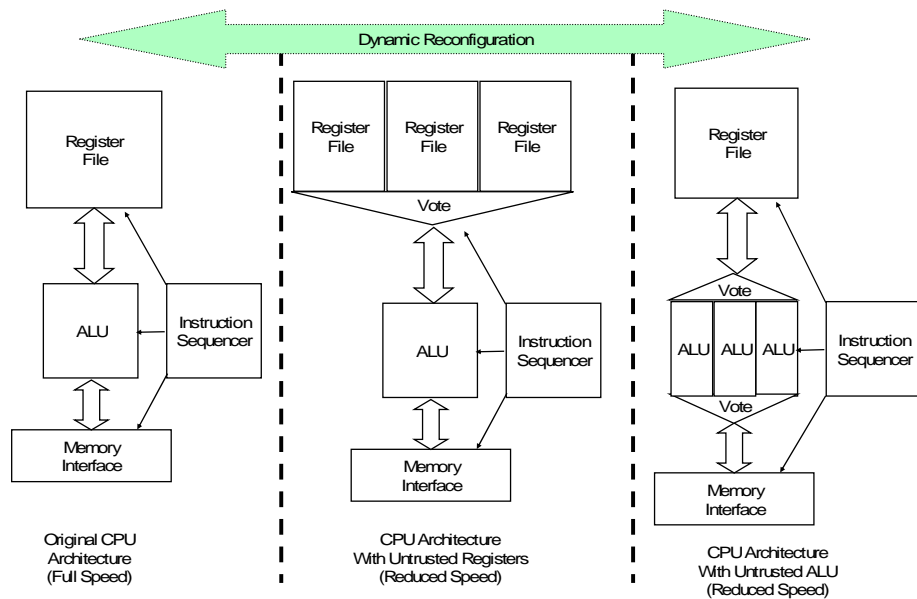 Dynamic Reconfiguration
Register
File
ALU
Instruction
Sequencer
Memory
Interface
Original CPU
Architecture
(Full Speed)
Register
File
Register
File
Register
File
Vote
ALU
Instruction
Sequencer
Memory
Interface
CPU Architecture
With Untrusted Registers
(Reduced Speed)
Register
File
Vote
ALU
ALU
ALU
Instruction
Sequencer
Vote
Memory
Interface
CPU Architecture
With Untrusted ALU
(Reduced Speed)